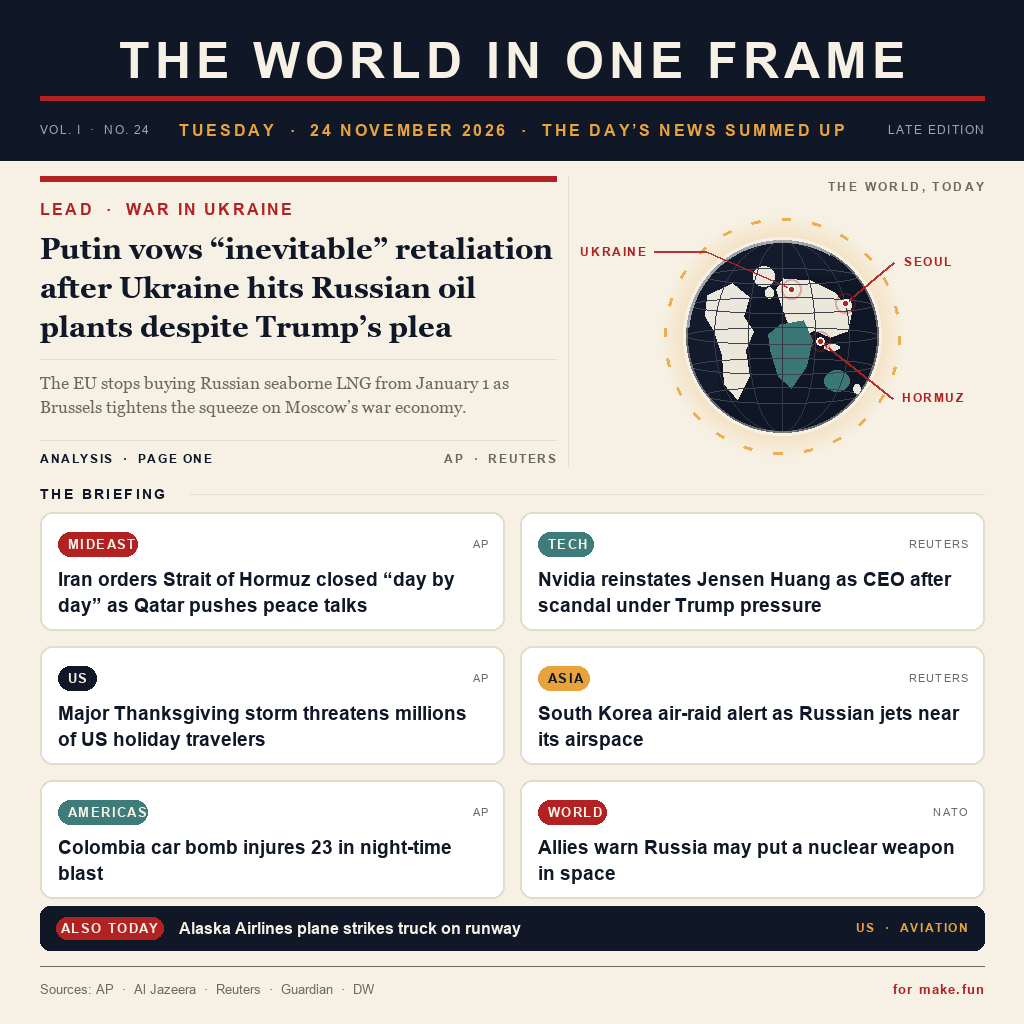 THE WORLD IN ONE FRAME
VOL. I · NO. 24
TUESDAY · 24 NOVEMBER 2026 · THE DAY’S NEWS SUMMED UP
LATE EDITION
LEAD · WAR IN UKRAINE
Putin vows “inevitable” retaliation
after Ukraine hits Russian oil
plants despite Trump’s plea
The EU stops buying Russian seaborne LNG from January 1 as
Brussels tightens the squeeze on Moscow’s war economy.
ANALYSIS · PAGE ONE
AP · REUTERS
THE WORLD, TODAY
UKRAINE
SEOUL
HORMUZ
THE BRIEFING
MIDEAST
AP
Iran orders Strait of Hormuz closed “day by
day” as Qatar pushes peace talks
TECH
REUTERS
Nvidia reinstates Jensen Huang as CEO after
scandal under Trump pressure
US
AP
Major Thanksgiving storm threatens millions
of US holiday travelers
ASIA
REUTERS
South Korea air-raid alert as Russian jets near
its airspace
AMERICAS
AP
Colombia car bomb injures 23 in night-time
blast
WORLD
NATO
Allies warn Russia may put a nuclear weapon
in space
ALSO TODAY
Alaska Airlines plane strikes truck on runway
US · AVIATION
Sources: AP · Al Jazeera · Reuters · Guardian · DW
for make.fun